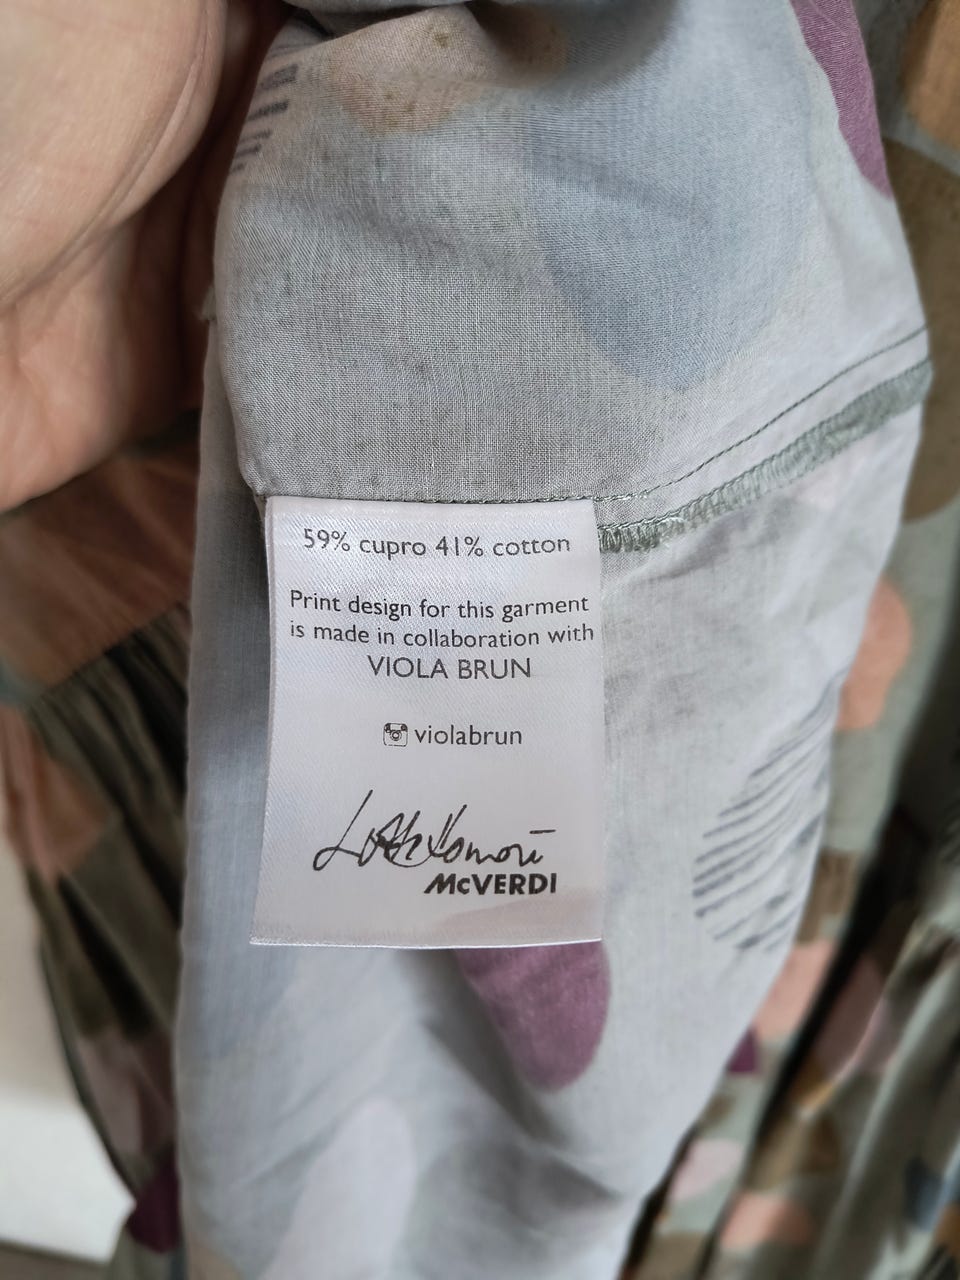 59% cupro 41% cotton
Print design for this garment
is made in collaboration with
VIOLA BRUN
violabrun
McVERDI